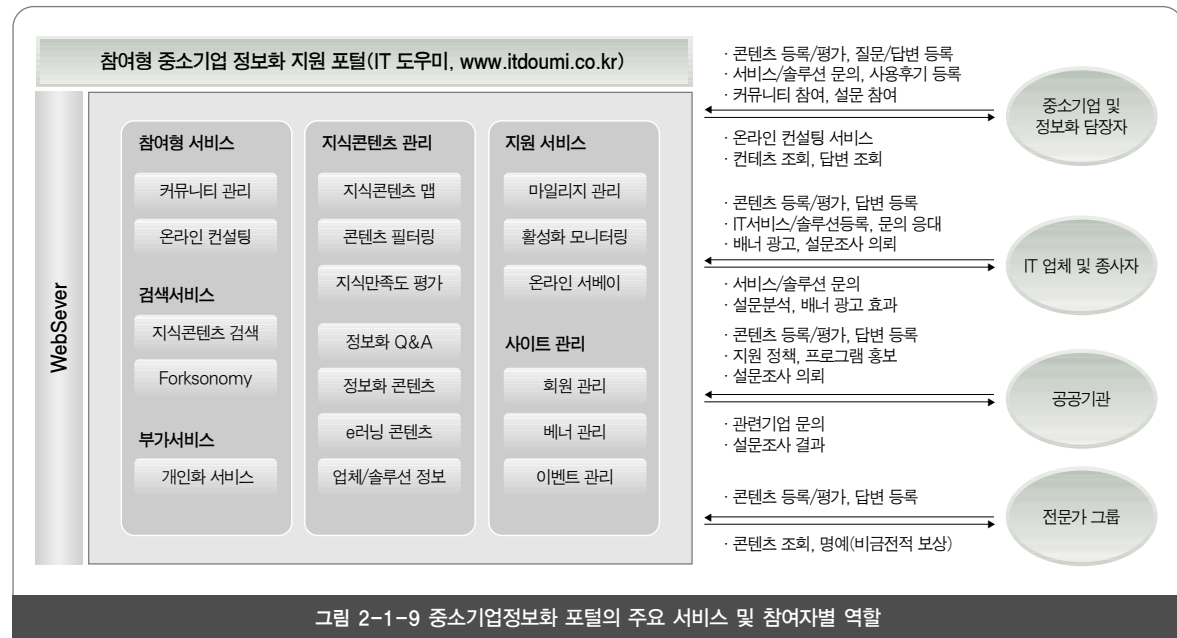 참여형 중소기업 정보화 지원 포털(IT 도우미, www.itdoumi.co.kr)
WebSever
참여형 서비스
커뮤니티 관리
온라인 컨설팅
검색서비스
지식콘텐츠 검색
Forksonomy
부가서비스
개인화 서비스
지식콘텐츠 관리
지식콘텐츠 맵
콘텐츠 필터링
지식만족도 평가
정보화 Q&A
정보화 콘텐츠
e러닝 콘텐츠
업체/솔루션 정보
지원 서비스
마일리지 관리
활성화 모니터링
온라인 서베이
사이트 관리
회원 관리
베너 관리
이벤트 관리
· 콘텐츠 등록/평가, 질문/답변 등록
· 서비스/솔루션 문의, 사용후기 등록
· 커뮤니티 참여, 설문 참여
· 온라인 컨설팅 서비스
· 컨테츠 조회, 답변 조회
중소기업 및
정보화 담장자
· 콘텐츠 등록/평가, 답변 등록
· IT서비스/솔루션등록, 문의 응대
· 배너 광고, 설문조사 의뢰
· 서비스/솔루션 문의
· 설문분석, 배너 광고 효과
IT 업체 및 종사자
· 콘텐츠 등록/평가, 답변 등록
· 지원 정책, 프로그램 홍보
· 설문조사 의뢰
· 관련기업 문의
· 설문조사 결과
공공기관
· 콘텐츠 등록/평가, 답변 등록
· 콘텐츠 조회, 명예(비금전적 보상)
전문가 그룹
그림 2-1-9 중소기업정보화 포털의 주요 서비스 및 참여자별 역할